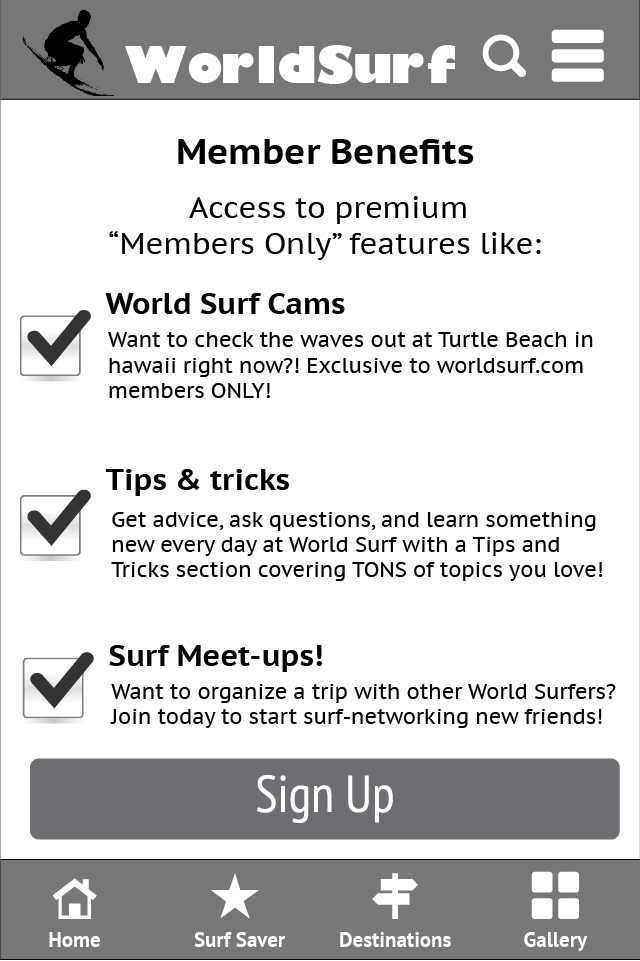 WorldSurf
Member Benefits
Access to premium
“Members Only” features like:
World Surf Cams
Want to check the waves out at Turtle Beach in
hawaii right now?! Exclusive to worldsurf.com
members ONLY!
Tips & tricks
Get advice, ask questions, and learn something
new every day at World Surf with a Tips and
Tricks section covering TONS of topics you love!
Surf Meet-ups!
Want to organize a trip with other World Surfers?
Join today to start surf-networking new friends!
Sign Up
Home Surf Saver Destinations Gallery